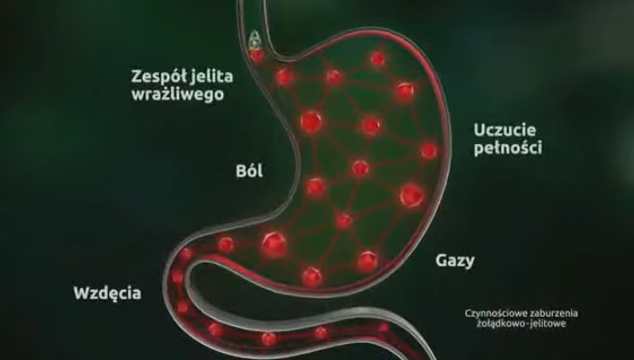 Zespół jelita
wrażliwego
Uczucie
pełności
Ból
Gazy
Wzdęcia
Czynnościowe zaburzenia
żołądkowo-jelitowe